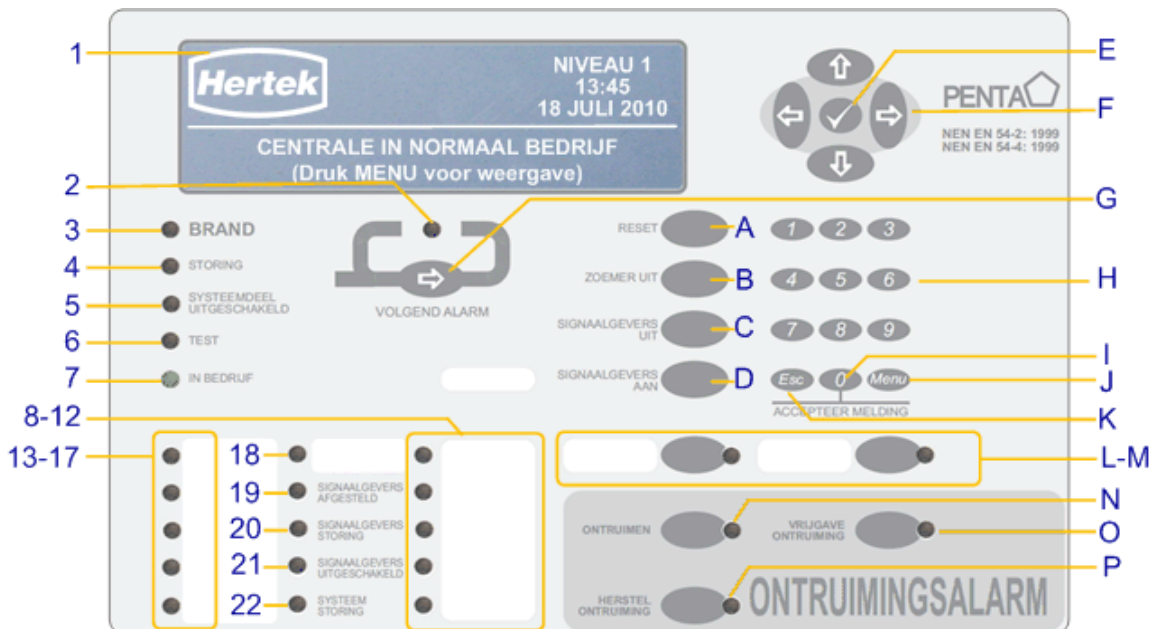 1
Hertek
NIVEAU 1
13:45
18 JULI 2010
CENTRALE IN NORMAAL BEDRIJF
(Druk MENU voor weergave)
E
F
PENTA
NEN EN 54-2: 1999
NEN EN 54-4: 1999
2
G
3 BRAND
4 STORING
5 SYSTEEMDEEL
UITGESCHAKELD
6 TEST
7 IN BEDRIJF
VOLGEND ALARM
RESET A 1 2 3
ZOEMER UIT B 4 5 6 H
SIGNAALGEVERS
UIT C 7 8 9
SIGNAALGEVERS
AAN D Esc 0 Menu
I
J
K
ACCEPTEER MELDING
8-12
13-17
18
19 SIGNAALGEVERS
AFGESTELD
20 SIGNAALGEVERS
STORING
21 SIGNAALGEVERS
UITGESCHAKELD
22 SYSTEEM
STORING
L-M
ONTRUIMEN N
VRIJGAVE
ONTRUIMING O
HERSTEL
ONTRUIMING P
ONTRUIMINGSALARM